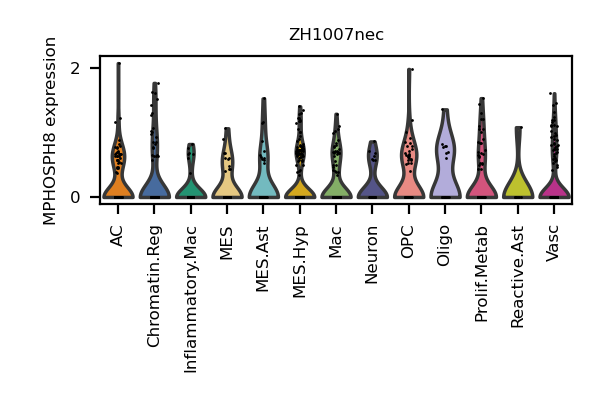 ZH1007nec
MPHOSPH8 expression
2
0
AC
Chromatin.Reg
Inflammatory.Mac
MES
MES.Ast
MES.Hyp
Mac
Neuron
OPC
Oligo
Prolif.Metab
Reactive.Ast
Vasc